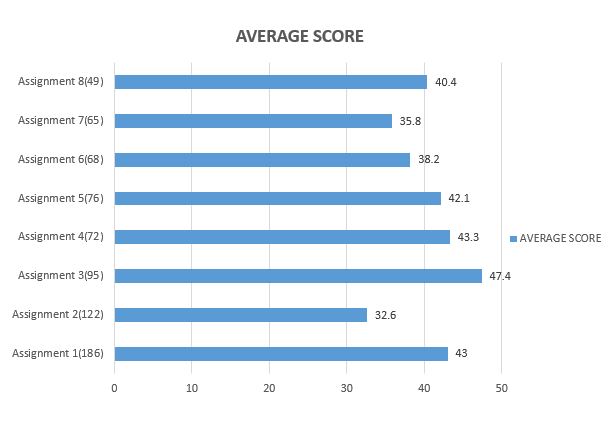 AVERAGE SCORE
Assignment 8(49)
40.4
Assignment 7(65)
35.8
Assignment 6(68)
38.2
Assignment 5(76)
42.1
Assignment 4(72)
43.3
AVERAGE SCORE
Assignment 3(95)
47.4
Assignment 2(122)
32.6
Assignment 1(186)
43
0 10 20 30 40 50